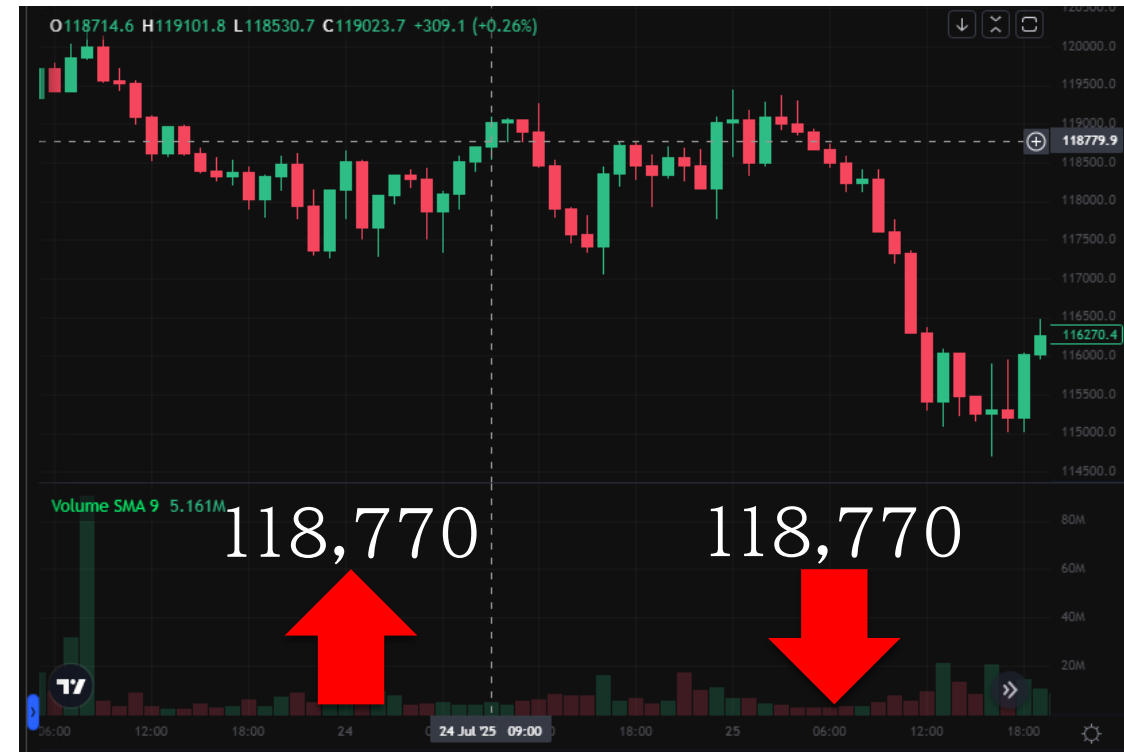 O118714.6 H119101.8 L118530.7 C119023.7 +309.1 (+0.26%)
120000.0
119500.0
119000.0
118779.9
118500.0
118000.0
117500.0
117000.0
116500.0
116270.4
116000.0
115500.0
115000.0
114500.0
Volume SMA 9 5.161M
118,770 118,770
80M
60M
40M
20M
06:00 12:00 18:00 24 24 Jul '25 09:00 18:00 25 06:00 12:00 18:00